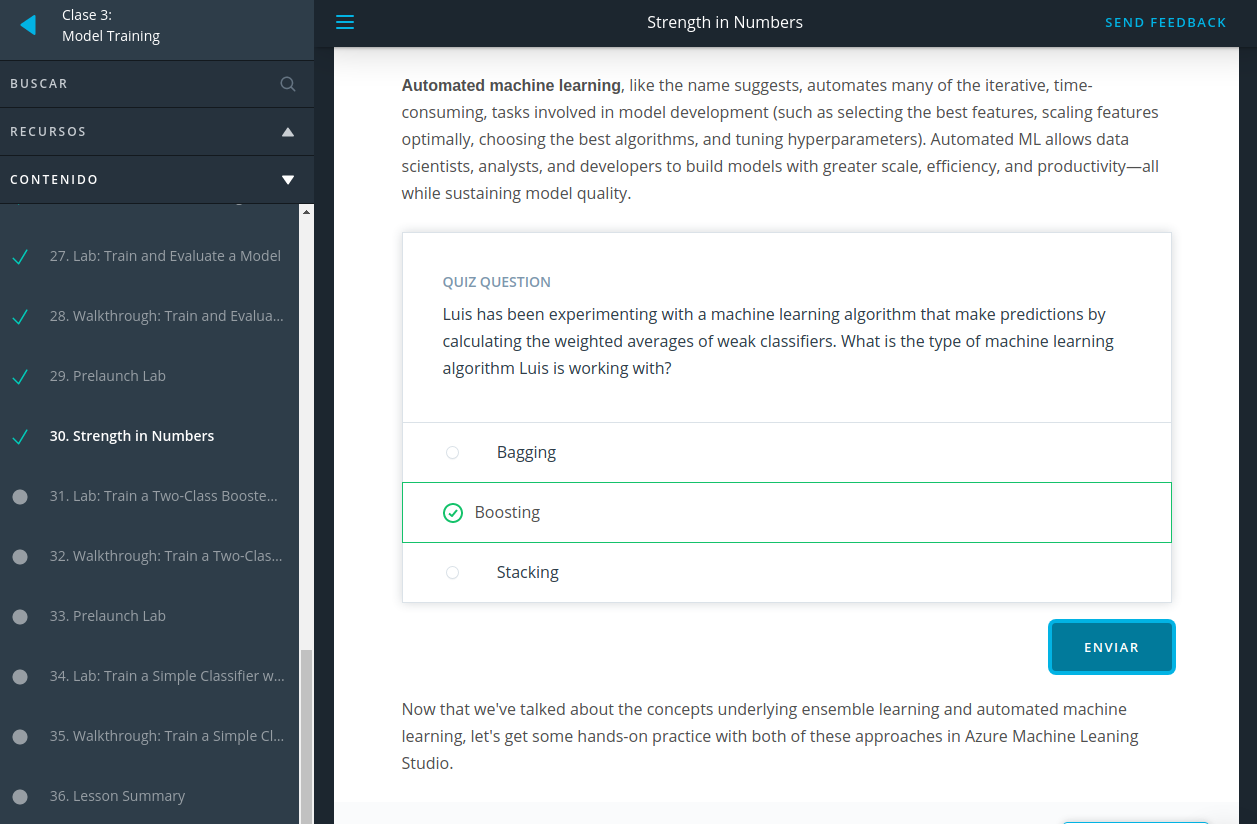 Clase 3:
Model Training
BUSCAR
RECURSOS
CONTENIDO
27. Lab: Train and Evaluate a Model
28. Walkthrough: Train and Evalua...
29. Prelaunch Lab
30. Strength in Numbers
31. Lab: Train a Two-Class Booste...
32. Walkthrough: Train a Two-Clas...
33. Prelaunch Lab
34. Lab: Train a Simple Classifier w...
35. Walkthrough: Train a Simple Cl...
36. Lesson Summary
Strength in Numbers
SEND FEEDBACK
Automated machine learning, like the name suggests, automates many of the iterative, time-
consuming, tasks involved in model development (such as selecting the best features, scaling features
optimally, choosing the best algorithms, and tuning hyperparameters). Automated ML allows data
scientists, analysts, and developers to build models with greater scale, efficiency, and productivity—all
while sustaining model quality.
QUIZ QUESTION
Luis has been experimenting with a machine learning algorithm that make predictions by
calculating the weighted averages of weak classifiers. What is the type of machine learning
algorithm Luis is working with?
Bagging
Boosting
Stacking
ENVIAR
Now that we've talked about the concepts underlying ensemble learning and automated machine
learning, let's get some hands-on practice with both of these approaches in Azure Machine Leaning
Studio.